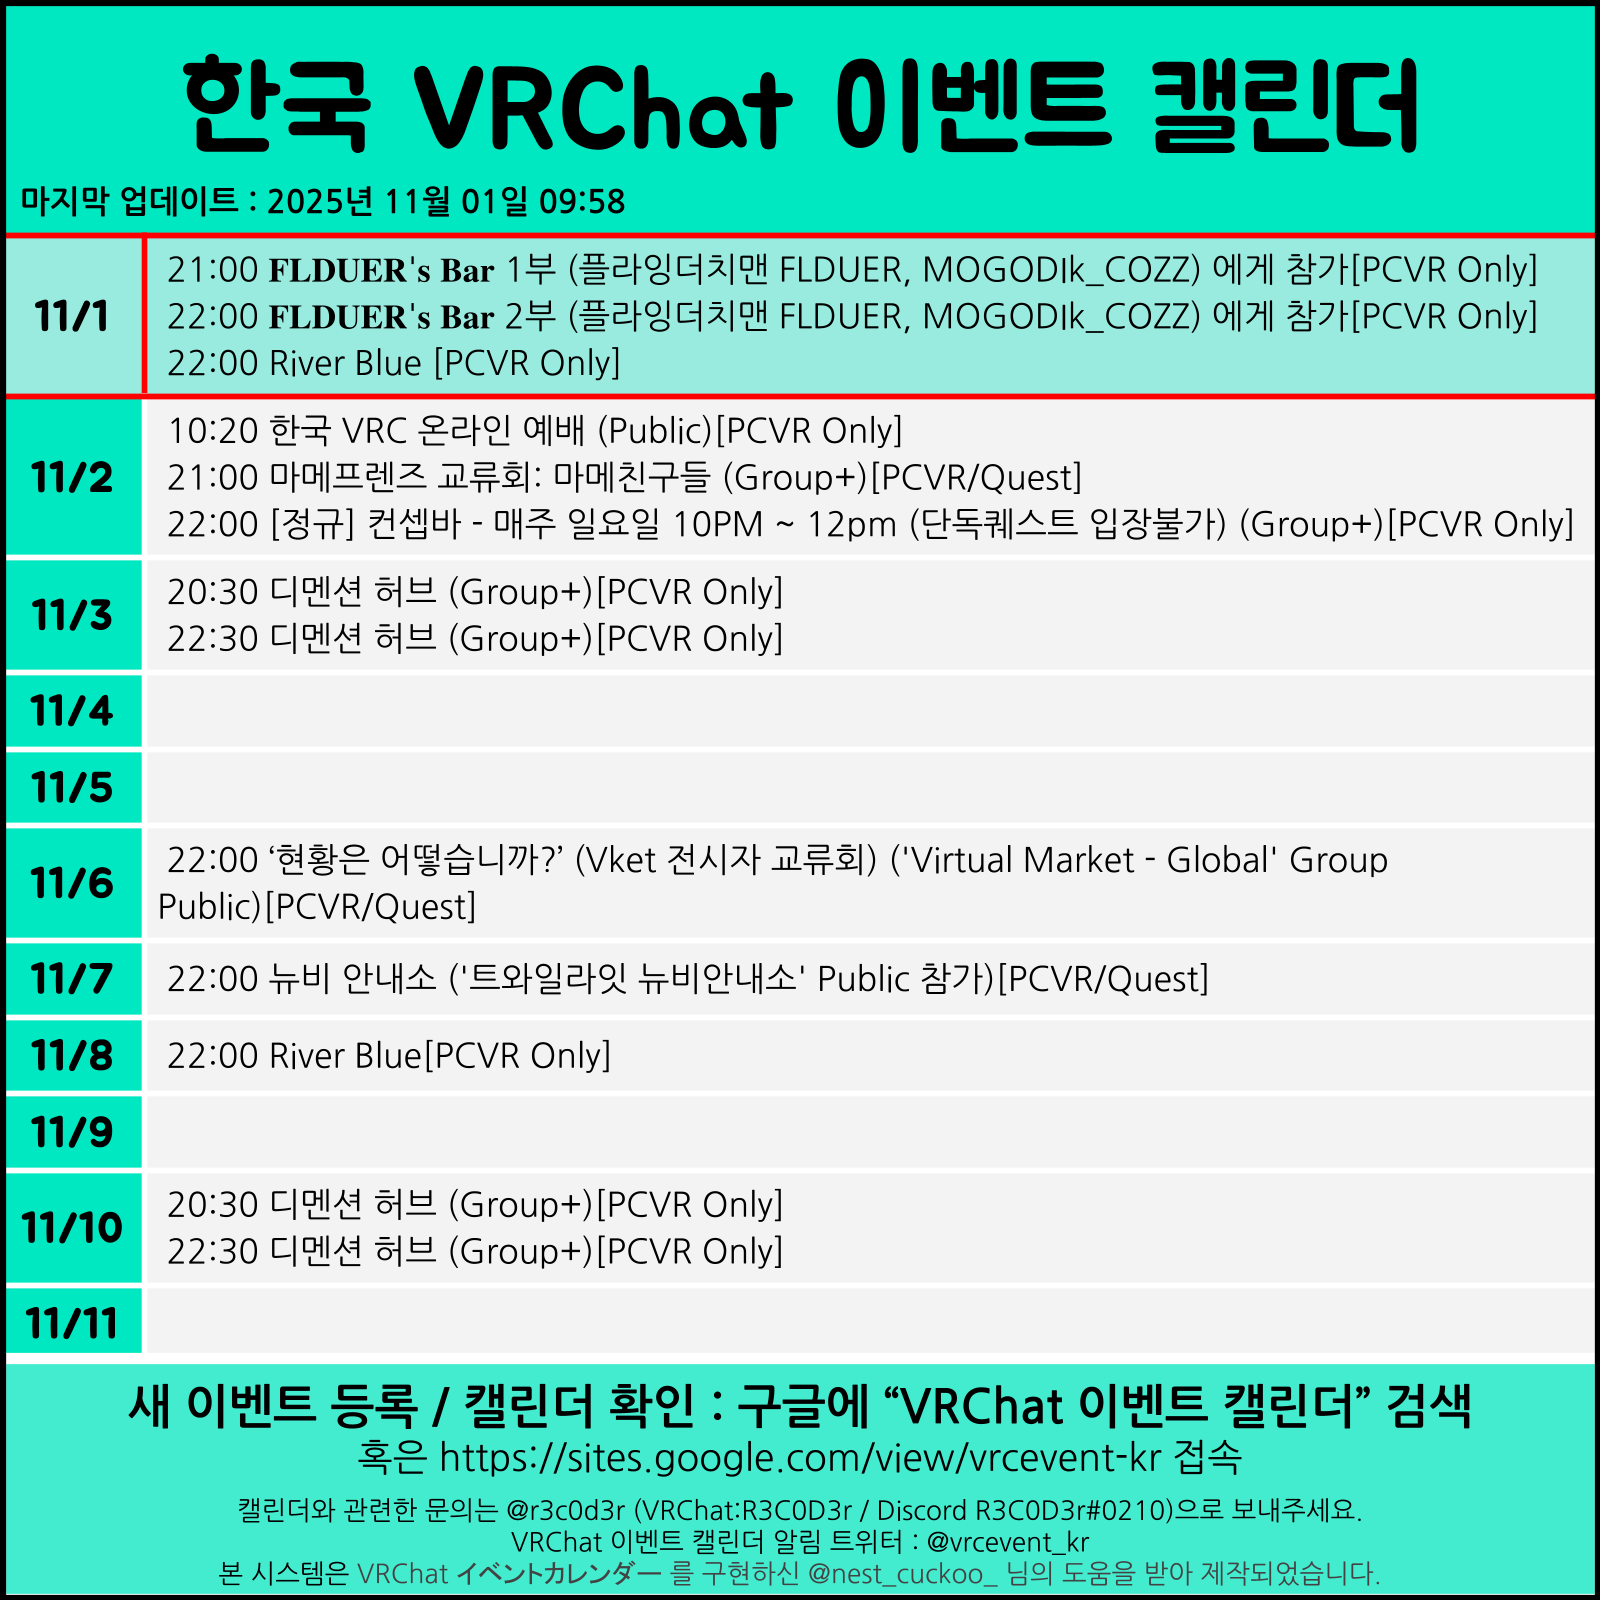 한국 VRChat 이벤트 캘린더
마지막 업데이트 : 2025년 11월 01일 09:58
11/1
21:00 𝐅𝐋𝐃𝐔𝐄𝐑's 𝐁𝐚𝐫 1부 (플라잉더치맨 FLDUER, MOGODIk_COZZ) 에게 참가[PCVR Only]
22:00 𝐅𝐋𝐃𝐔𝐄𝐑's 𝐁𝐚𝐫 2부 (플라잉더치맨 FLDUER, MOGODIk_COZZ) 에게 참가[PCVR Only]
22:00 River Blue [PCVR Only]
11/2
10:20 한국 VRC 온라인 예배 (Public)[PCVR Only]
21:00 마메프렌즈 교류회: 마메친구들 (Group+)[PCVR/Quest]
22:00 [정규] 컨셉바 - 매주 일요일 10PM ~ 12pm (단독퀘스트 입장불가) (Group+)[PCVR Only]
11/3
20:30 디멘션 허브 (Group+)[PCVR Only]
22:30 디멘션 허브 (Group+)[PCVR Only]
11/4
11/5
11/6
22:00 ‘현황은 어떻습니까?’ (Vket 전시자 교류회) ('Virtual Market - Global' Group
Public)[PCVR/Quest]
11/7
22:00 뉴비 안내소 ('트와일라잇 뉴비안내소' Public 참가)[PCVR/Quest]
11/8
22:00 River Blue[PCVR Only]
11/9
11/10
20:30 디멘션 허브 (Group+)[PCVR Only]
22:30 디멘션 허브 (Group+)[PCVR Only]
11/11
새 이벤트 등록 / 캘린더 확인 : 구글에 “VRChat 이벤트 캘린더” 검색
혹은 https://sites.google.com/view/vrcevent-kr 접속
캘린더와 관련한 문의는 @r3c0d3r (VRChat:R3C0D3r / Discord R3C0D3r#0210)으로 보내주세요.
VRChat 이벤트 캘린더 알림 트위터 : @vrcevent_kr
본 시스템은 VRChat イベントカレンダー 를 구현하신 @nest_cuckoo_ 님의 도움을 받아 제작되었습니다.